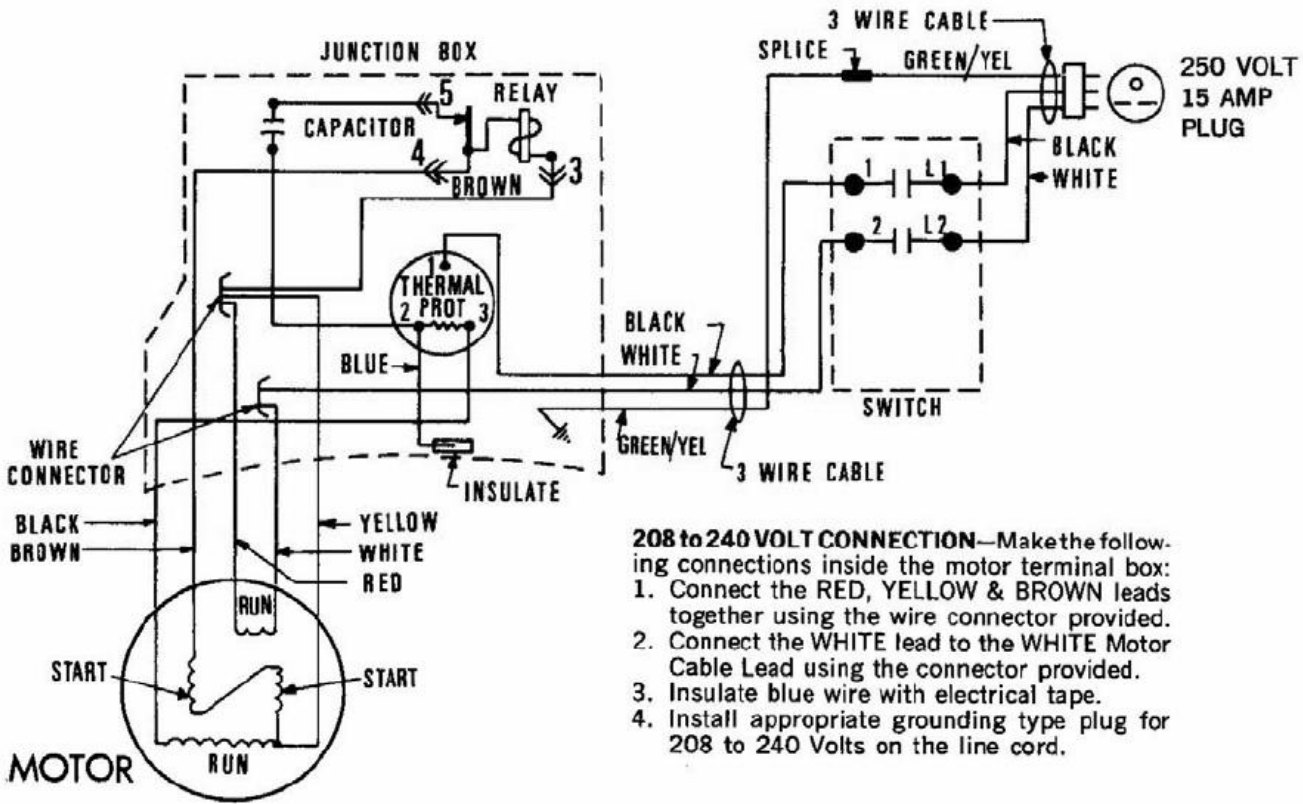 3 WIRE CABLE
JUNCTION BOX
SPLICE
GREEN/YEL
250 VOLT
15 AMP
PLUG
5
RELAY
CAPACITOR
4
BROWN
3
BLACK
WHITE
1
L1
2
L2
SWITCH
1
THERMAL
PROT
2
3
BLUE
BLACK
WHITE
GREEN/YEL
3 WIRE CABLE
WIRE
CONNECTOR
INSULATE
BLACK
BROWN
YELLOW
WHITE
RED
RUN
START
START
RUN
MOTOR
208 to 240 VOLT CONNECTION—Make the follow-
ing connections inside the motor terminal box:
1. Connect the RED, YELLOW & BROWN leads
together using the wire connector provided.
2. Connect the WHITE lead to the WHITE Motor
Cable Lead using the connector provided.
3. Insulate blue wire with electrical tape.
4. Install appropriate grounding type plug for
208 to 240 Volts on the line cord.